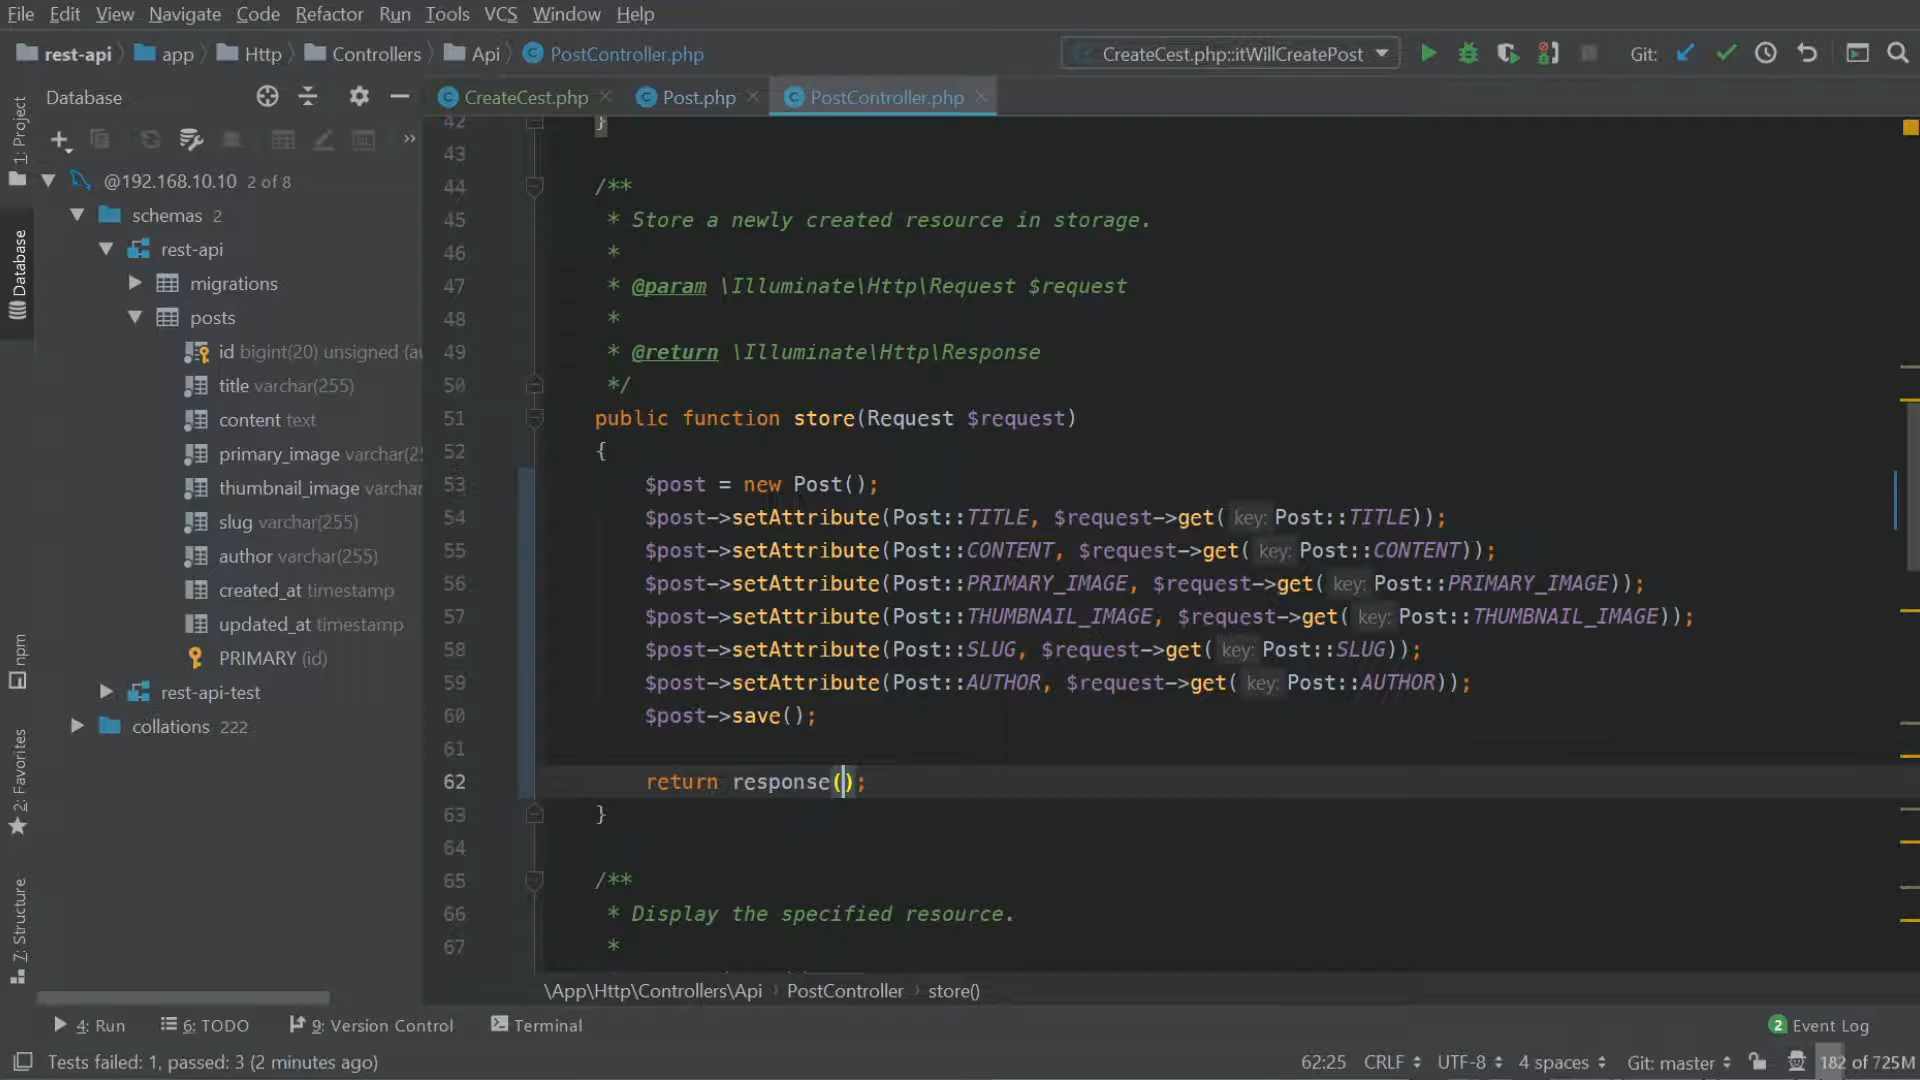 File Edit View Navigate Code Refactor Run Tools VCS Window Help
rest-api app Http Controllers Api PostController.php CreateCest.php::itWillCreatePost Git:
Database CreateCest.php Post.php PostController.php
1: Project
Database
npm
2: Favorites
7: Structure
@192.168.10.10 2 of 8
schemas 2
rest-api
migrations
posts
id bigint(20) unsigned (au
title varchar(255)
content text
primary_image varchar(25
thumbnail_image varchar
slug varchar(255)
author varchar(255)
created_at timestamp
updated_at timestamp
PRIMARY (id)
rest-api-test
collations 222
42 }
43
44 /**
45 * Store a newly created resource in storage.
46 *
47 * @param \Illuminate\Http\Request $request
48 *
49 * @return \Illuminate\Http\Response
50 */
51 public function store(Request $request)
52 {
53 $post = new Post();
54 $post->setAttribute(Post::TITLE, $request->get( key: Post::TITLE));
55 $post->setAttribute(Post::CONTENT, $request->get( key: Post::CONTENT));
56 $post->setAttribute(Post::PRIMARY_IMAGE, $request->get( key: Post::PRIMARY_IMAGE));
57 $post->setAttribute(Post::THUMBNAIL_IMAGE, $request->get( key: Post::THUMBNAIL_IMAGE));
58 $post->setAttribute(Post::SLUG, $request->get( key: Post::SLUG));
59 $post->setAttribute(Post::AUTHOR, $request->get( key: Post::AUTHOR));
60 $post->save();
61
62 return response();
63 }
64
65 /**
66 * Display the specified resource.
67 *
\App\Http\Controllers\Api PostController store()
4: Run 6: TODO 9: Version Control Terminal 2 Event Log
Tests failed: 1, passed: 3 (2 minutes ago) 62:25 CRLF UTF-8 4 spaces Git: master 182 of 725M